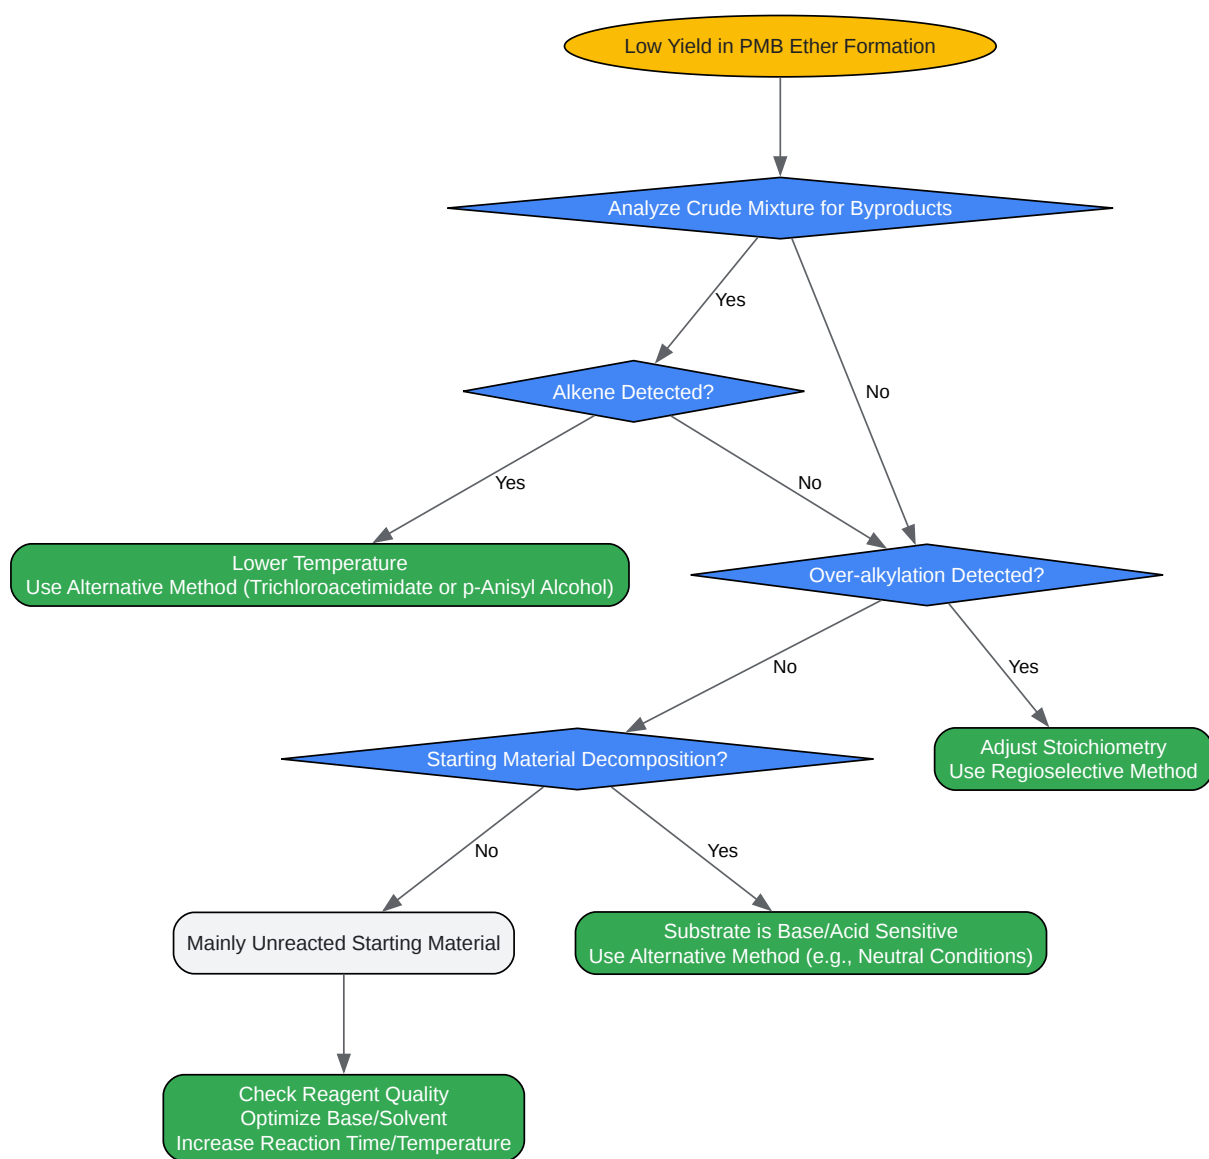 Low Yield in PMB Ether Formation
Analyze Crude Mixture for Byproducts
Yes
Alkene Detected?
No
Yes
No
Lower Temperature
Use Alternative Method (Trichloroacetimidate or p-Anisyl Alcohol)
Over-alkylation Detected?
No
Yes
Starting Material Decomposition?
Adjust Stoichiometry
Use Regioselective Method
No
Yes
Mainly Unreacted Starting Material
Substrate is Base/Acid Sensitive
Use Alternative Method (e.g., Neutral Conditions)
Check Reagent Quality
Optimize Base/Solvent
Increase Reaction Time/Temperature